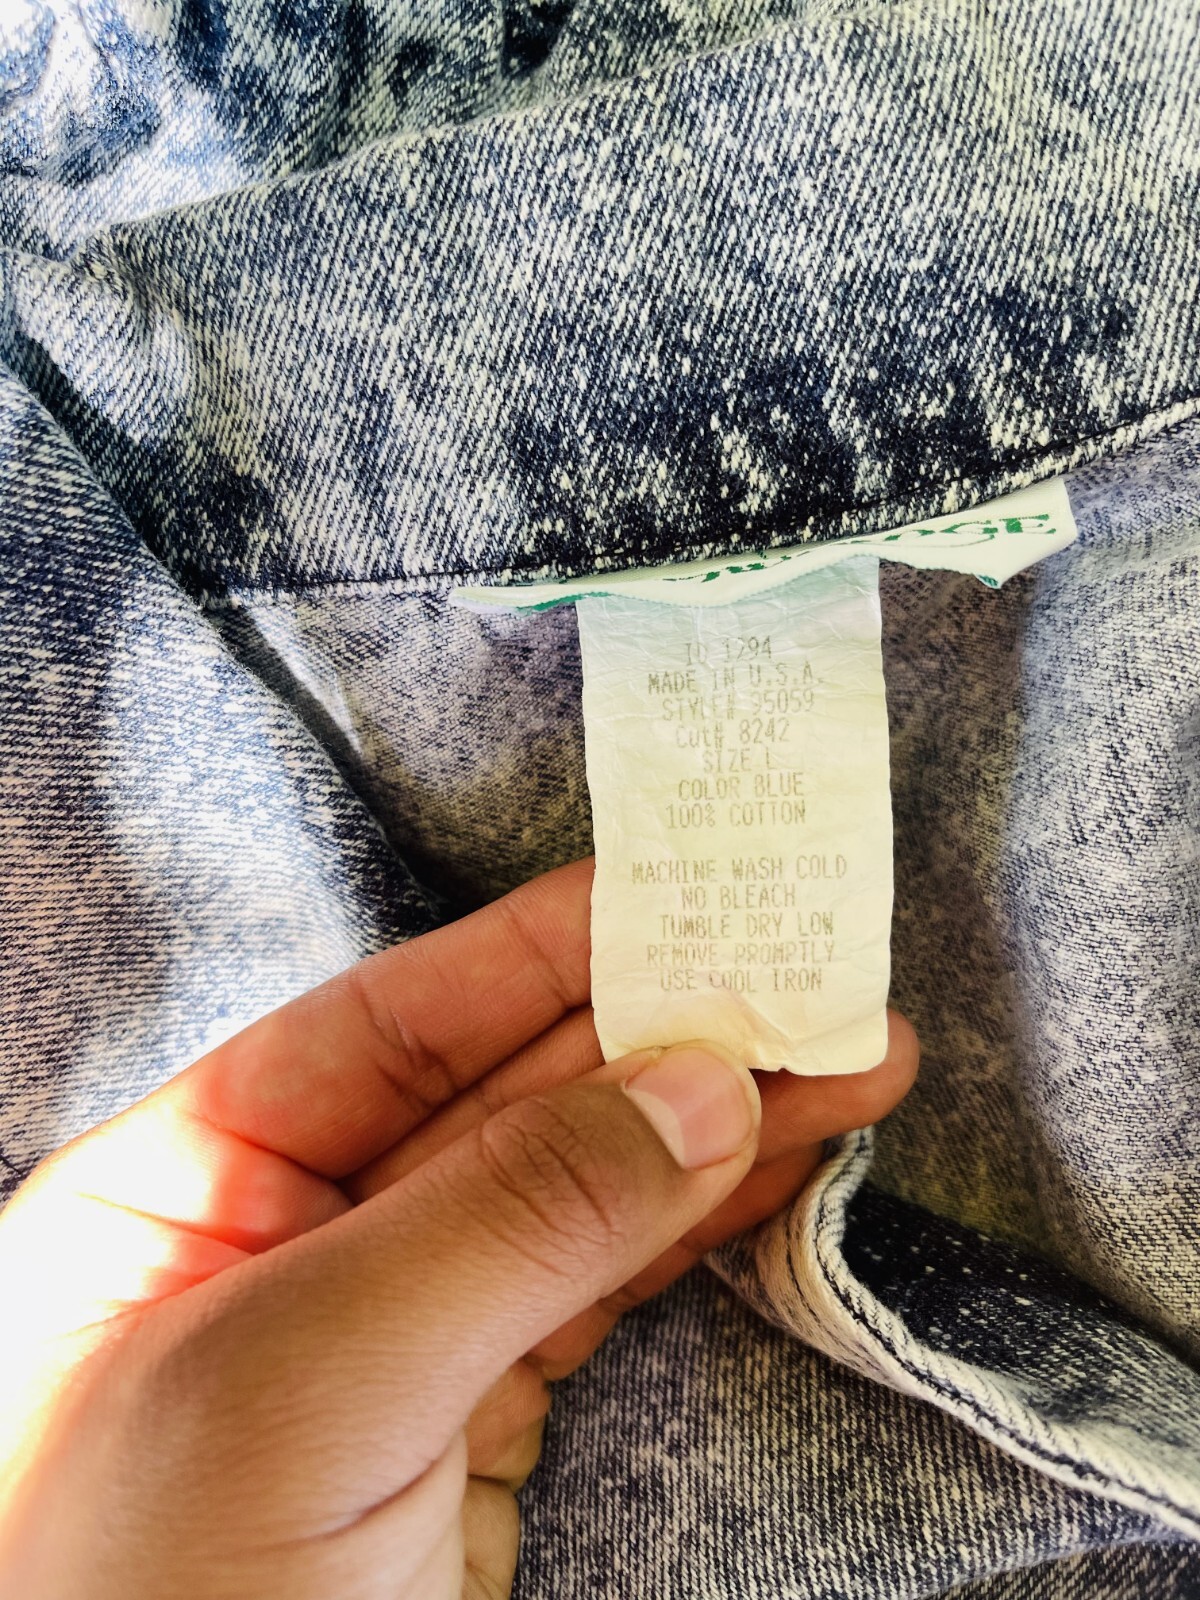 ID 1294
MADE IN U.S.A.
STYLE# 95059
Cut# 8242
SIZE L
COLOR BLUE
100% COTTON
MACHINE WASH COLD
NO BLEACH
TUMBLE DRY LOW
REMOVE PROMPTLY
USE COOL IRON